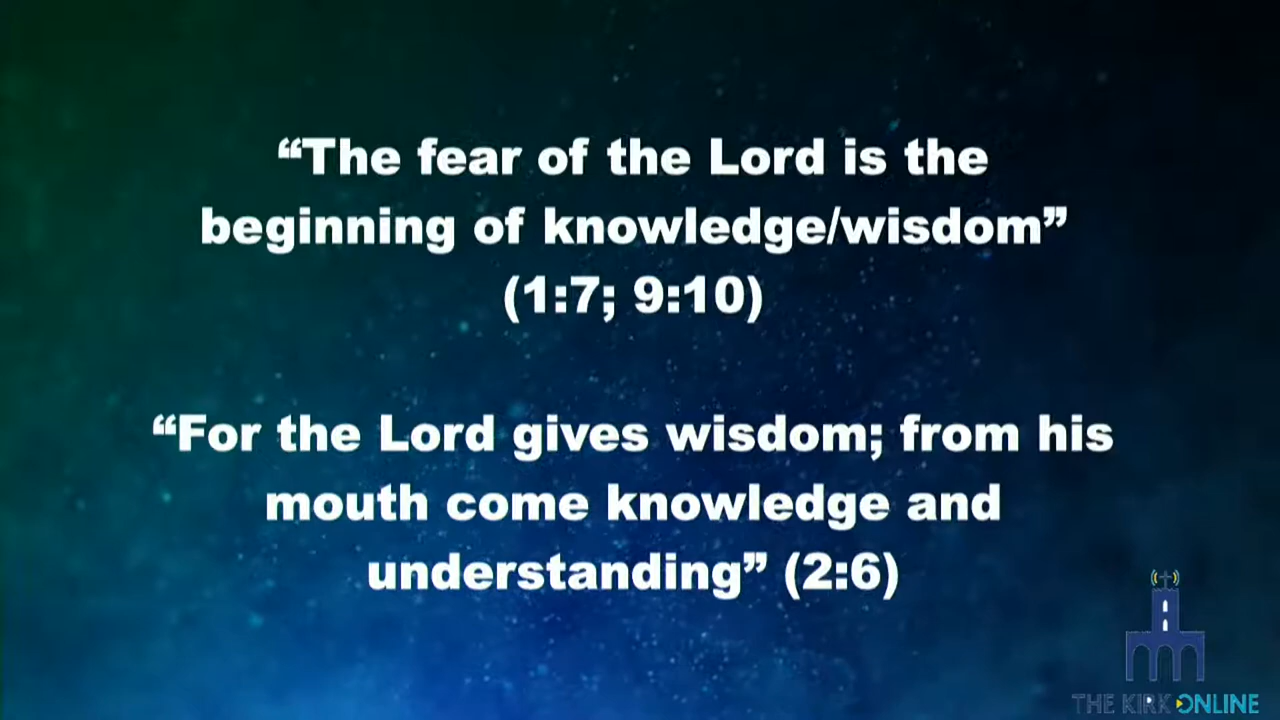 “The fear of the Lord is the
beginning of knowledge/wisdom”
(1:7; 9:10)
“For the Lord gives wisdom; from his
mouth come knowledge and
understanding” (2:6)
THE KIRK ONLINE